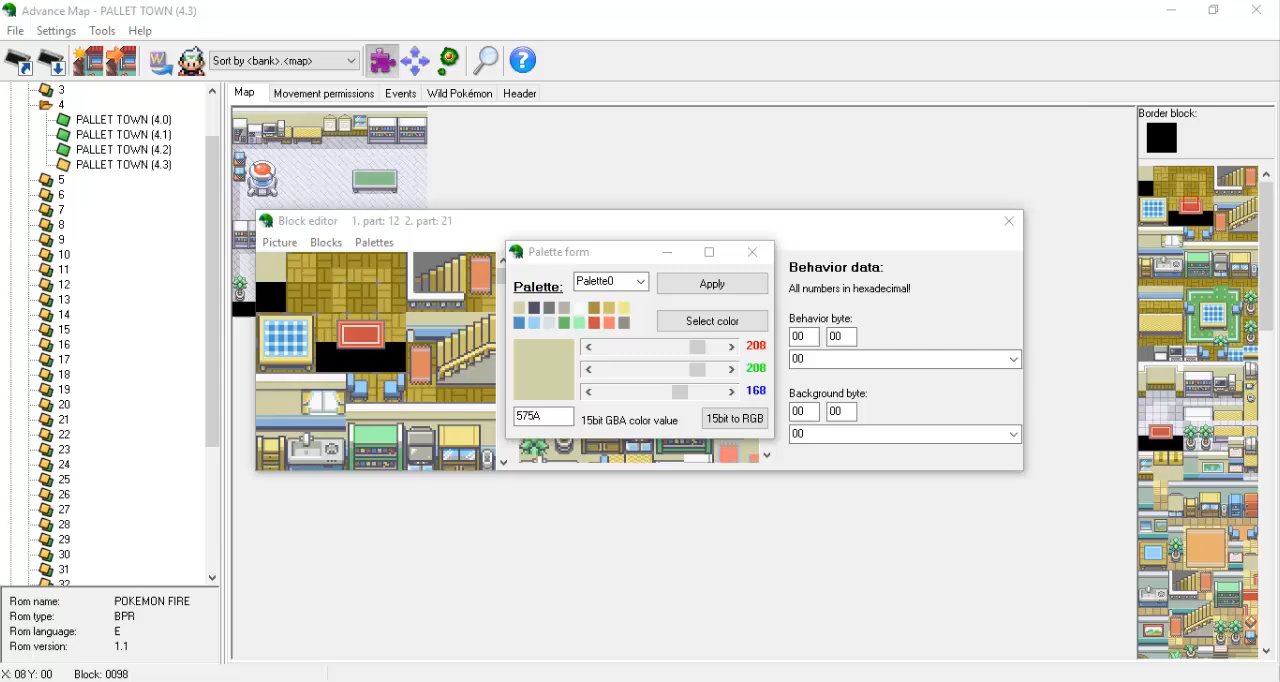 Advance Map - PALLET TOWN (4.3)
File Settings Tools Help
Sort by <bank>.<map>
3
4
PALLET TOWN (4.0)
PALLET TOWN (4.1)
PALLET TOWN (4.2)
PALLET TOWN (4.3)
5
6
7
8
9
10
11
12
13
14
15
16
17
18
19
20
21
22
23
24
25
26
27
28
29
30
31
32
Rom name: POKEMON FIRE
Rom type: BPR
Rom language: E
Rom version: 1.1
X: 08 Y: 00 Block: 0098
Map Movement permissions Events Wild Pokémon Header
Border block:
Block editor 1. part: 12 2. part: 21
Picture Blocks Palettes
Palette form
Palette: Palette0 Apply
Select color
208
208
168
575A 15bit GBA color value 15bit to RGB
Behavior data:
All numbers in hexadecimal!
Behavior byte:
00 00
00
Background byte:
00 00
00